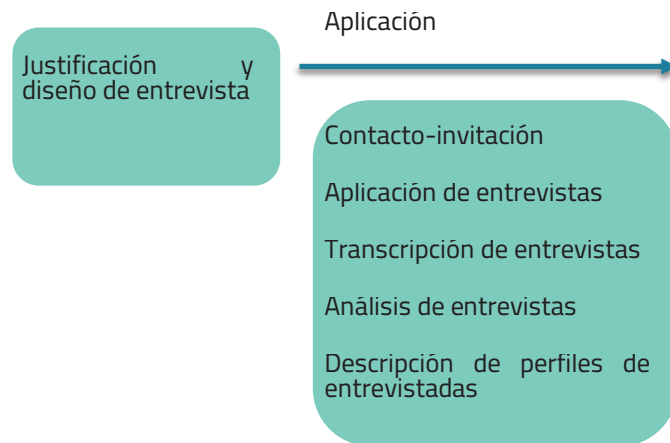 Aplicación
Justificación y
diseño de entrevista
Contacto-invitación
Aplicación de entrevistas
Transcripción de entrevistas
Análisis de entrevistas
Descripción de perfiles de
entrevistadas